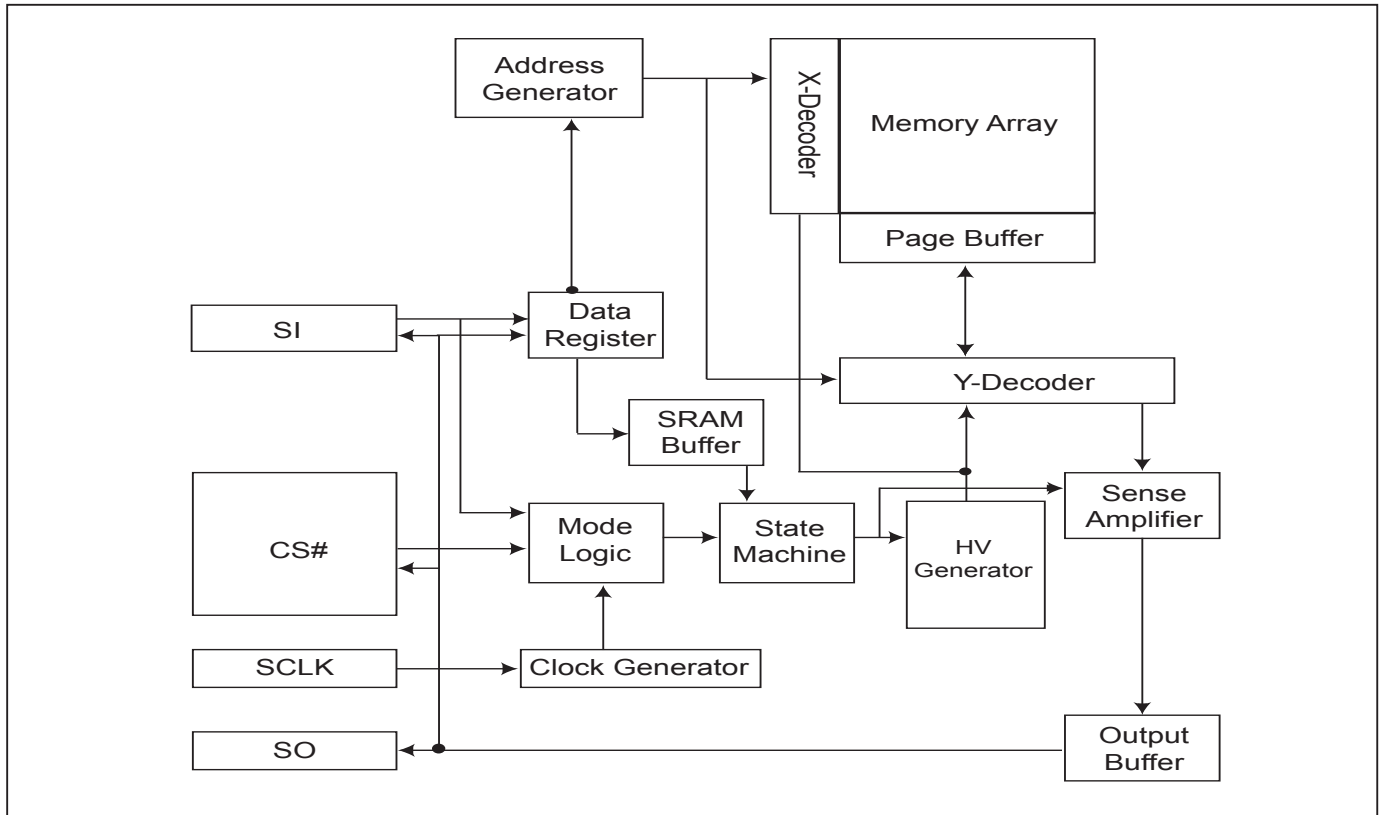 Address
Generator
X-Decoder
Memory Array
Page Buffer
SI
Data
Register
Y-Decoder
SRAM
Buffer
CS#
Mode
Logic
State
Machine
HV
Generator
Sense
Amplifier
SCLK
Clock Generator
SO
Output
Buffer